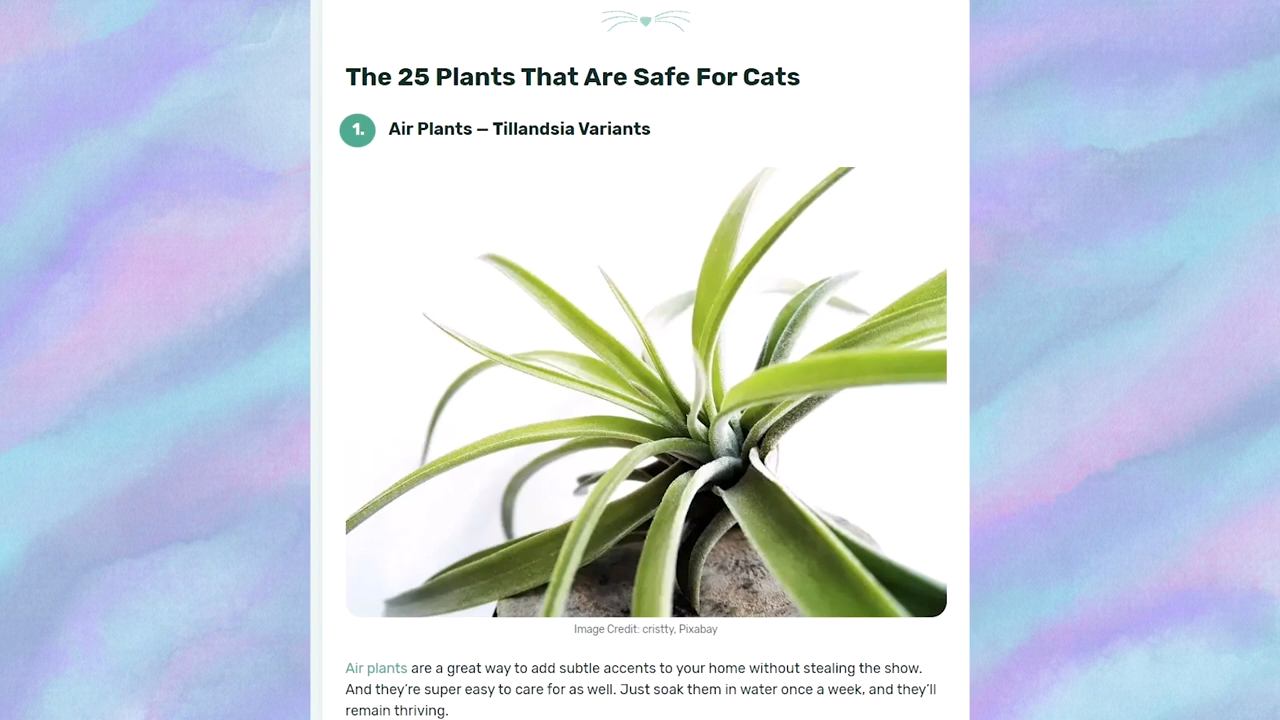 The 25 Plants That Are Safe For Cats
1.
Air Plants — Tillandsia Variants
Image Credit: cristty, Pixabay
Air plants are a great way to add subtle accents to your home without stealing the show.
And they’re super easy to care for as well. Just soak them in water once a week, and they’ll
remain thriving.